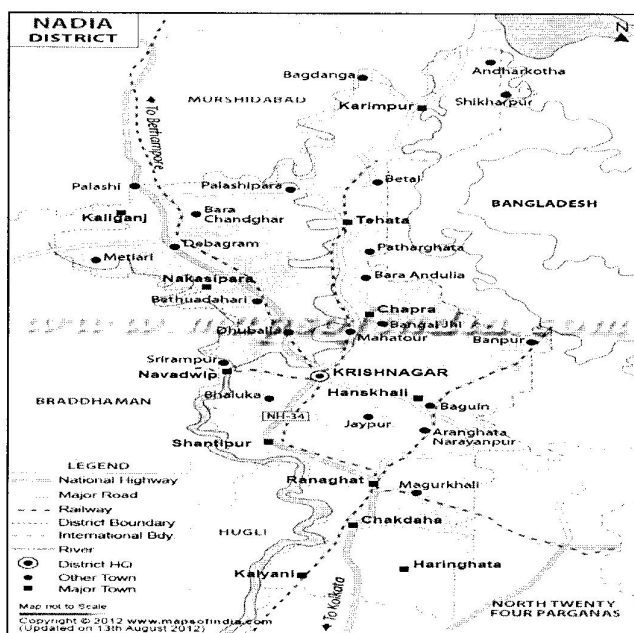 NADIA
DISTRICT
N
Bagdanga
Andharkotha
MURSHIDABAD
Karimpur
Shikharpur
To Berhampore
Palashi
Palashipara
Betai
Kaliganj
Bara
Chandghar
Tehata
BANGLADESH
Debagram
Patharghata
Metiari
Nakasipara
Bara Andulia
Bethuadahari
Chapra
Bangal Jhi
Dhubulia
Mahatour
Banpur
Srirampur
Navadwip
KRISHNAGAR
BRADDHAMAN
Bhaluka
Hanskhali
Baguin
NH-34
Jaypur
Aranghata
Narayanpur
Shantipur
LEGEND
National Highway
Major Road
Railway
District Boundary
International Bdy.
River
District HQ
Other Town
Major Town
Ranaghat
Magurkhali
HUGLI
Chakdaha
Kalyani
Haringhata
Map not to Scale
Copyright © 2012 www.mapsofindia.com
(Updated on 13th August 2012)
To Kolkata
NORTH TWENTY
FOUR PARGANAS